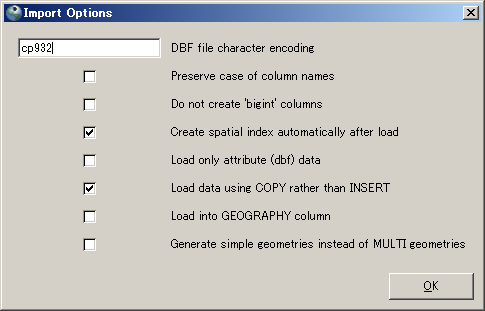 Import Options
cp932 DBF file character encoding
Preserve case of column names
Do not create 'bigint' columns
Create spatial index automatically after load
Load only attribute (dbf) data
Load data using COPY rather than INSERT
Load into GEOGRAPHY column
Generate simple geometries instead of MULTI geometries
OK